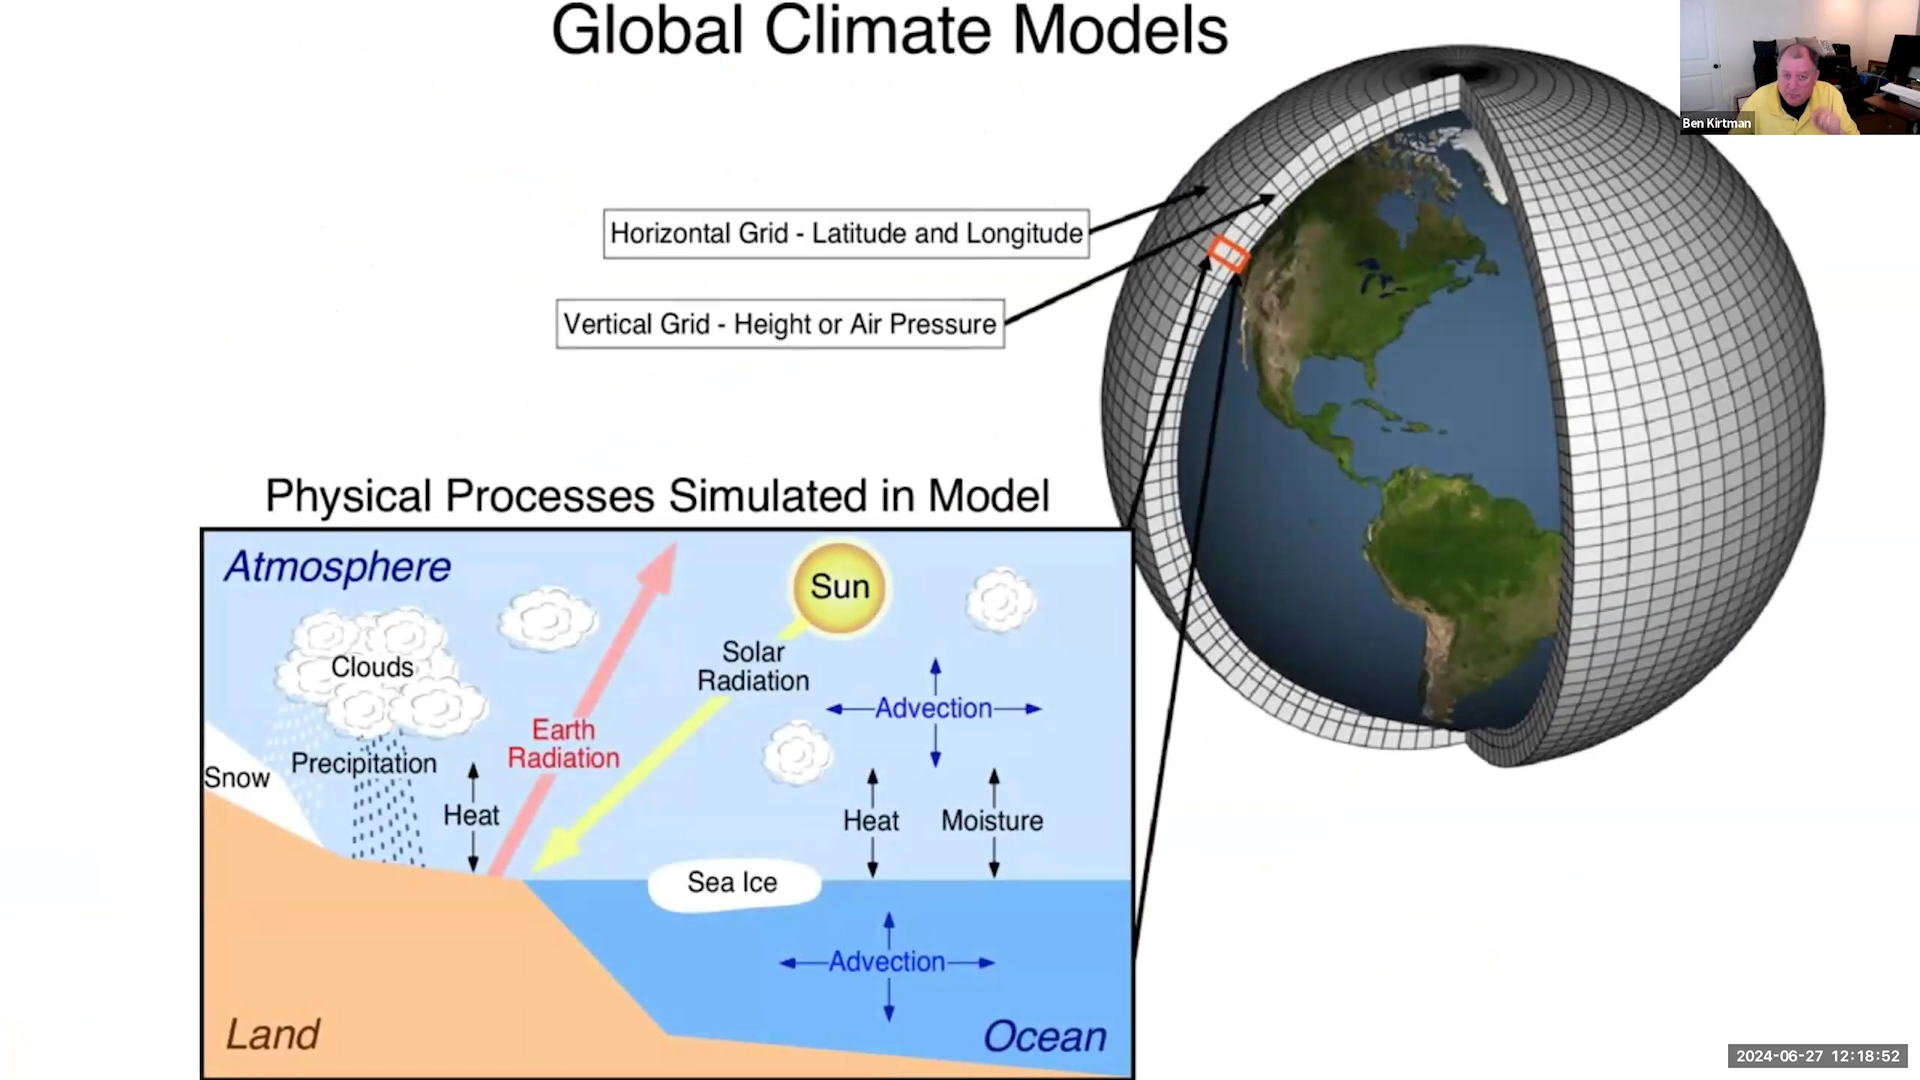 Global Climate Models
Ben Kirtman
Horizontal Grid - Latitude and Longitude
Vertical Grid - Height or Air Pressure
Physical Processes Simulated in Model
Atmosphere
Sun
Clouds
Solar
Radiation
Advection
Earth
Radiation
Precipitation
Snow
Heat
Heat
Moisture
Sea Ice
Advection
Land
Ocean
2024-06-27 12:18:52